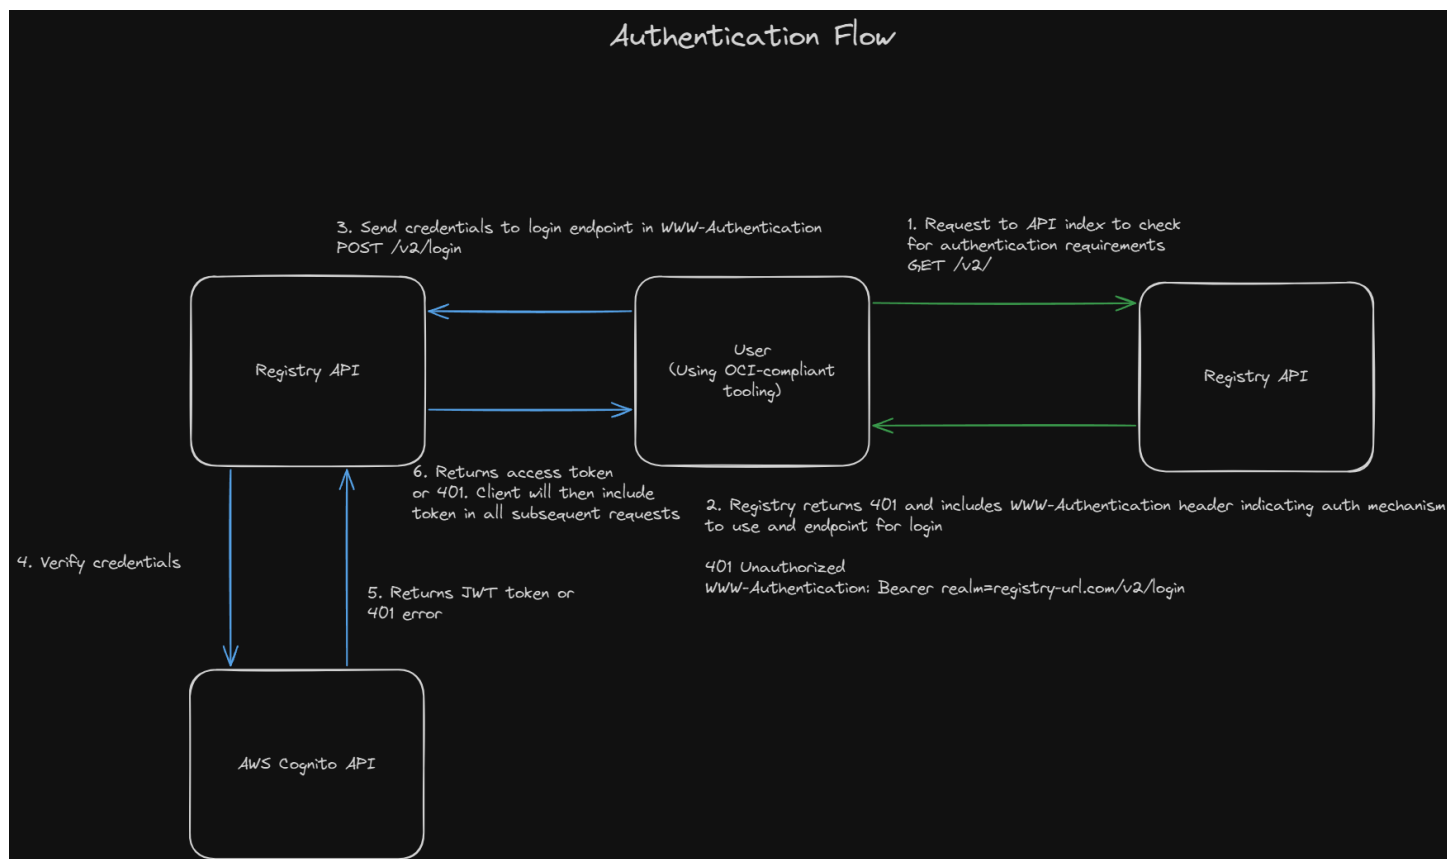 Authentication Flow
3. Send credentials to login endpoint in WWW-Authentication
POST /v2/login
1. Request to API index to check
for authentication requirements
GET /v2/
Registry API
User
(Using OCI-compliant
tooling)
Registry API
6. Returns access token
or 401. Client will then include
token in all subsequent requests
2. Registry returns 401 and includes WWW-Authentication header indicating auth mechanism
to use and endpoint for login
401 Unauthorized
WWW-Authentication: Bearer realm=registry-url.com/v2/login
4. Verify credentials
5. Returns JWT token or
401 error
AWS Cognito API